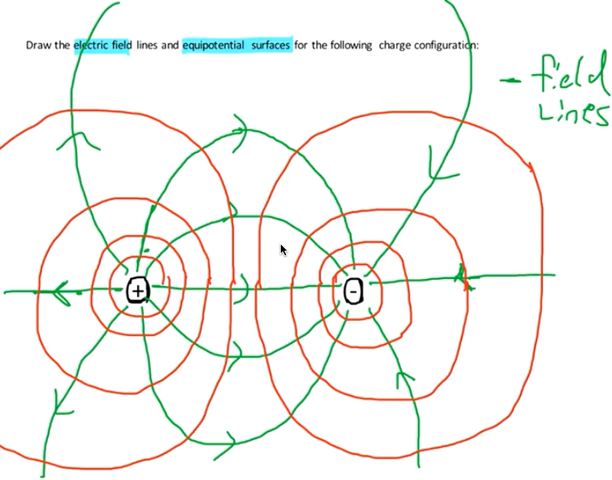 Draw the electric field lines and equipotential surfaces for the following charge configuration:
- field
Lines
+
-